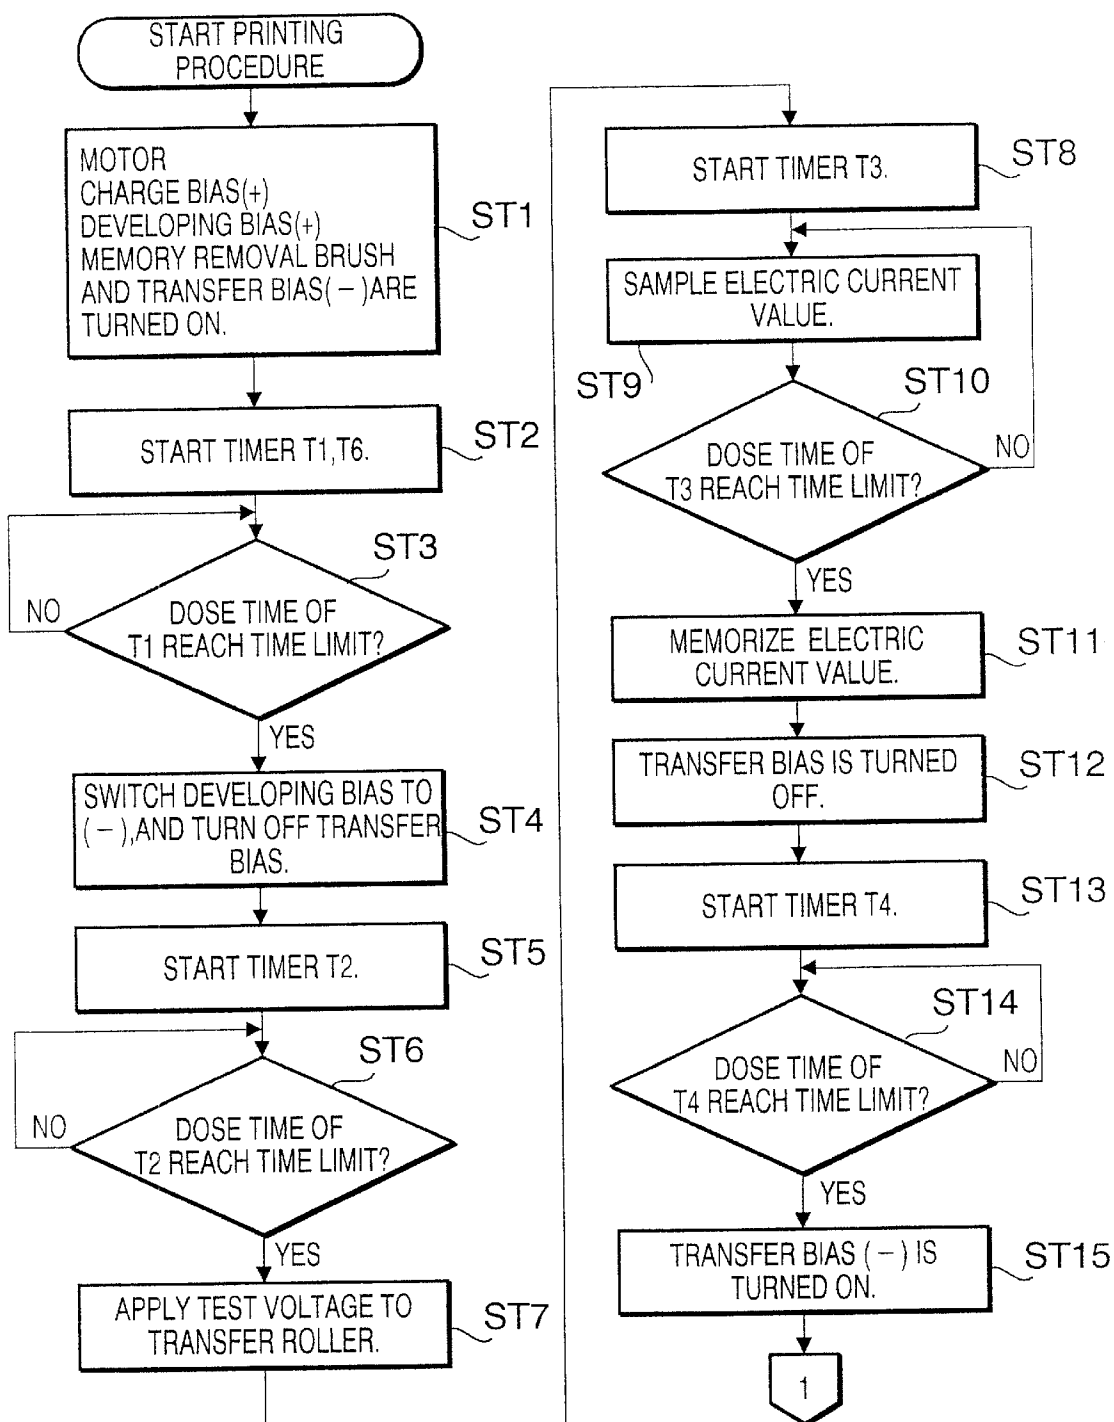 START PRINTING
PROCEDURE
MOTOR
CHARGE BIAS(+)
DEVELOPING BIAS(+)
MEMORY REMOVAL BRUSH
AND TRANSFER BIAS(−)ARE
TURNED ON.
ST1
START TIMER T1,T6.
ST2
ST3
NO
DOSE TIME OF
T1 REACH TIME LIMIT?
YES
SWITCH DEVELOPING BIAS TO
(−),AND TURN OFF TRANSFER
BIAS.
ST4
START TIMER T2.
ST5
ST6
NO
DOSE TIME OF
T2 REACH TIME LIMIT?
YES
APPLY TEST VOLTAGE TO
TRANSFER ROLLER.
ST7
START TIMER T3.
ST8
SAMPLE ELECTRIC CURRENT
VALUE.
ST9
ST10
DOSE TIME OF
T3 REACH TIME LIMIT?
NO
YES
MEMORIZE ELECTRIC
CURRENT VALUE.
ST11
TRANSFER BIAS IS TURNED
OFF.
ST12
START TIMER T4.
ST13
ST14
DOSE TIME OF
T4 REACH TIME LIMIT?
NO
YES
TRANSFER BIAS (−) IS
TURNED ON.
ST15
1